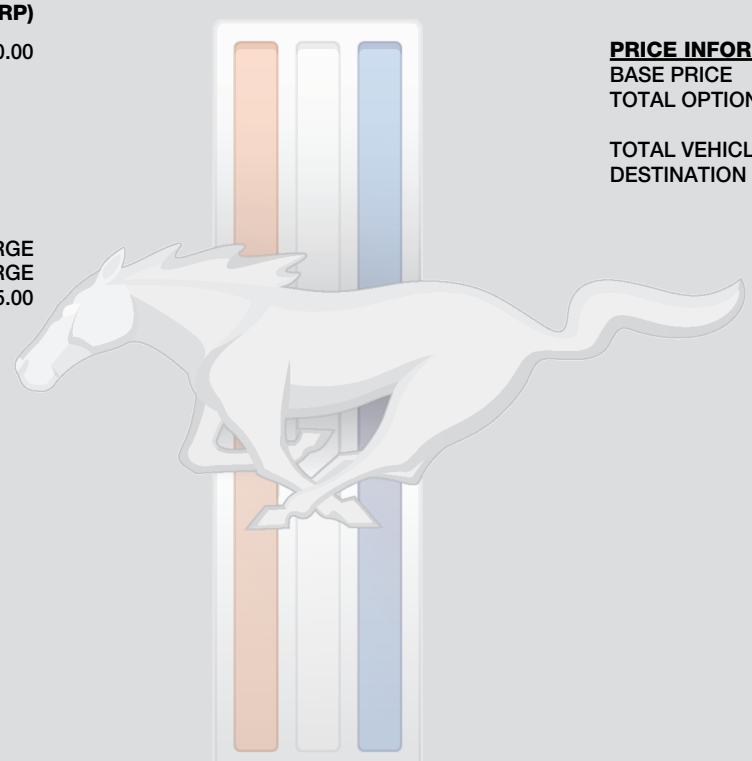 RP)
0.00
RGE
RGE
5.00
PRICE INFOR
BASE PRICE
TOTAL OPTION
TOTAL VEHICL
DESTINATION